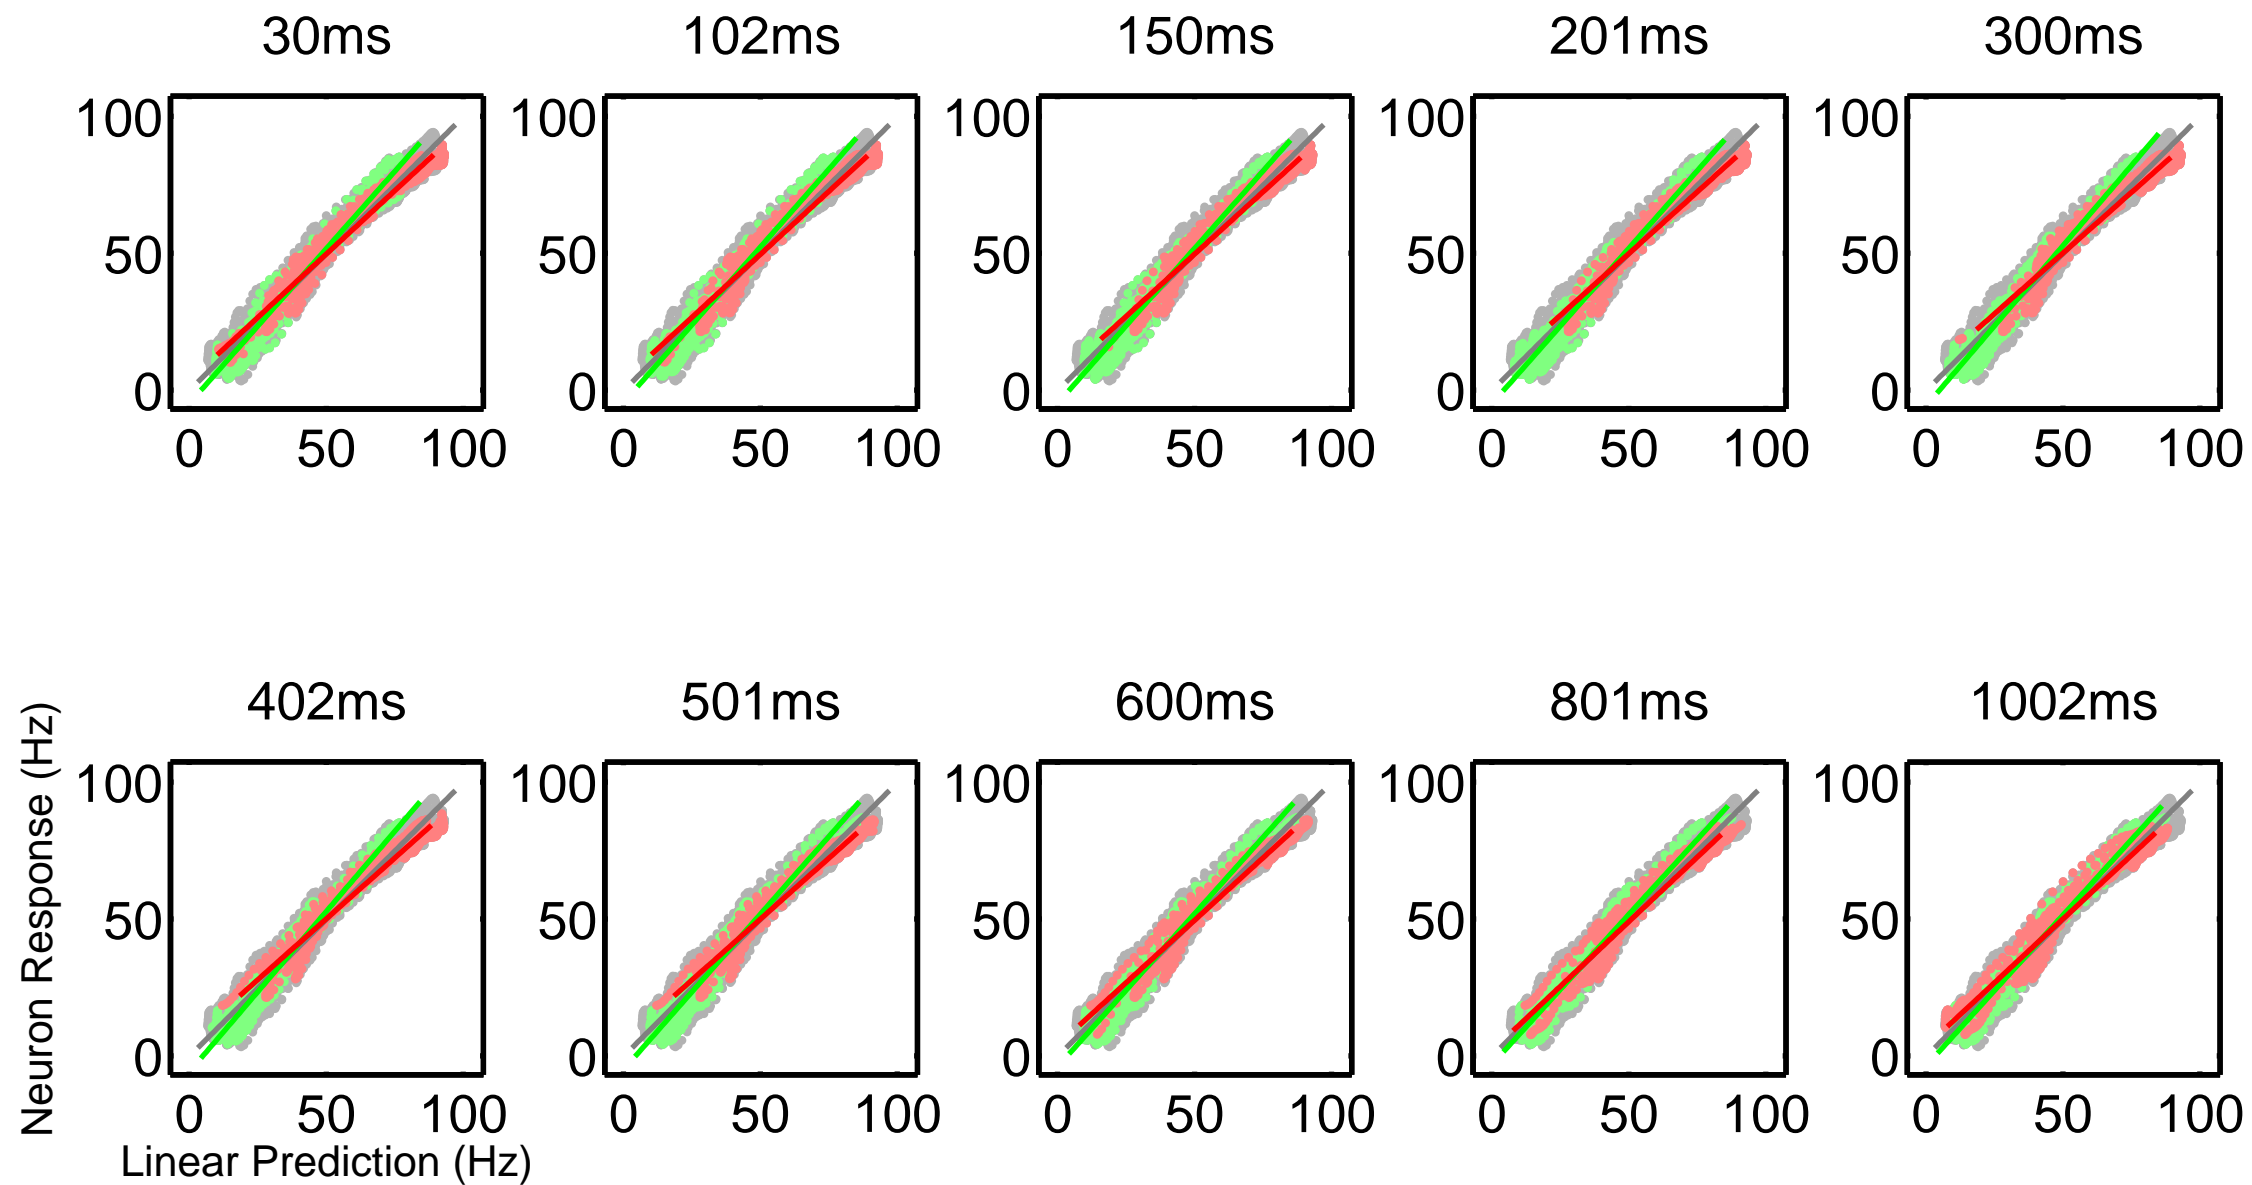 30ms 102ms 150ms 201ms 300ms
100 100 100 100 100
50 50 50 50 50
0 0 0 0 0
0 50 100 0 50 100 0 50 100 0 50 100 0 50 100
402ms 501ms 600ms 801ms 1002ms
100 100 100 100 100
50 50 50 50 50
0 0 0 0 0
0 50 100 0 50 100 0 50 100 0 50 100 0 50 100
Neuron Response (Hz)
Linear Prediction (Hz)